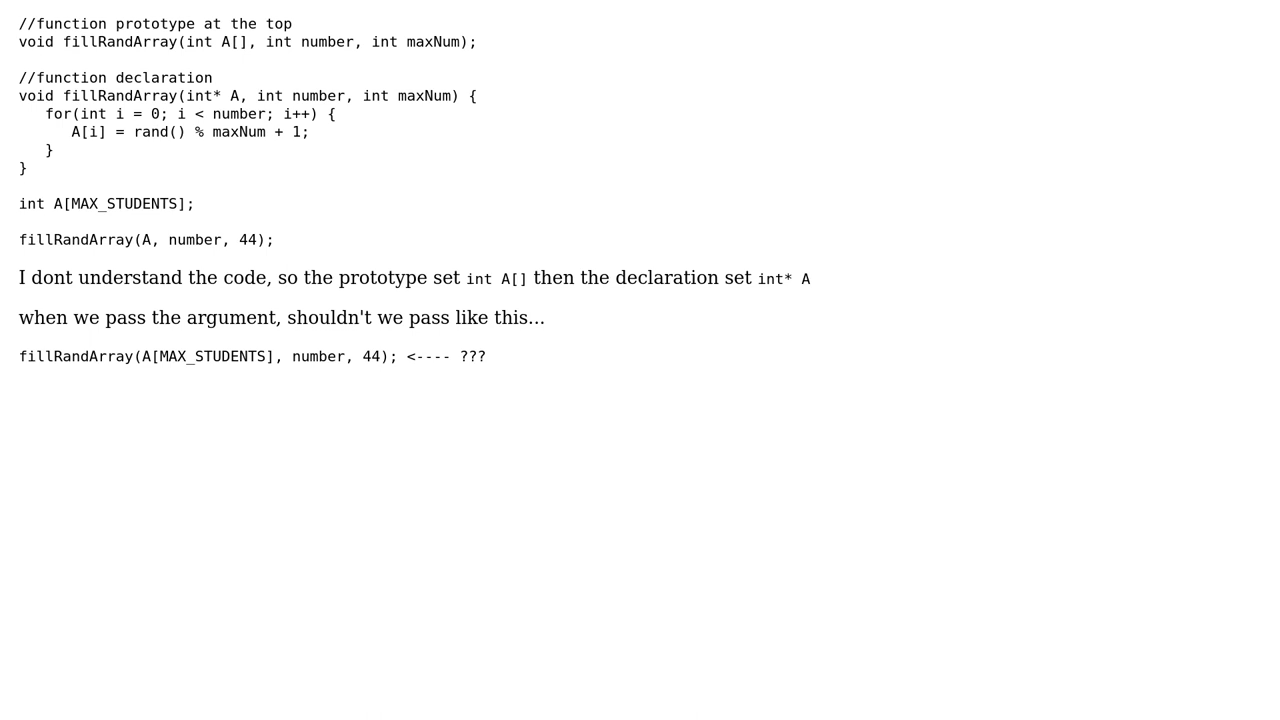 //function prototype at the top
void fillRandArray(int A[], int number, int maxNum);

//function declaration
void fillRandArray(int* A, int number, int maxNum) {
   for(int i = 0; i < number; i++) {
      A[i] = rand() % maxNum + 1;
   }
}

int A[MAX_STUDENTS];

fillRandArray(A, number, 44);

I dont understand the code, so the prototype set int A[] then the declaration set int* A

when we pass the argument, shouldn't we pass like this...

fillRandArray(A[MAX_STUDENTS], number, 44); <---- ???